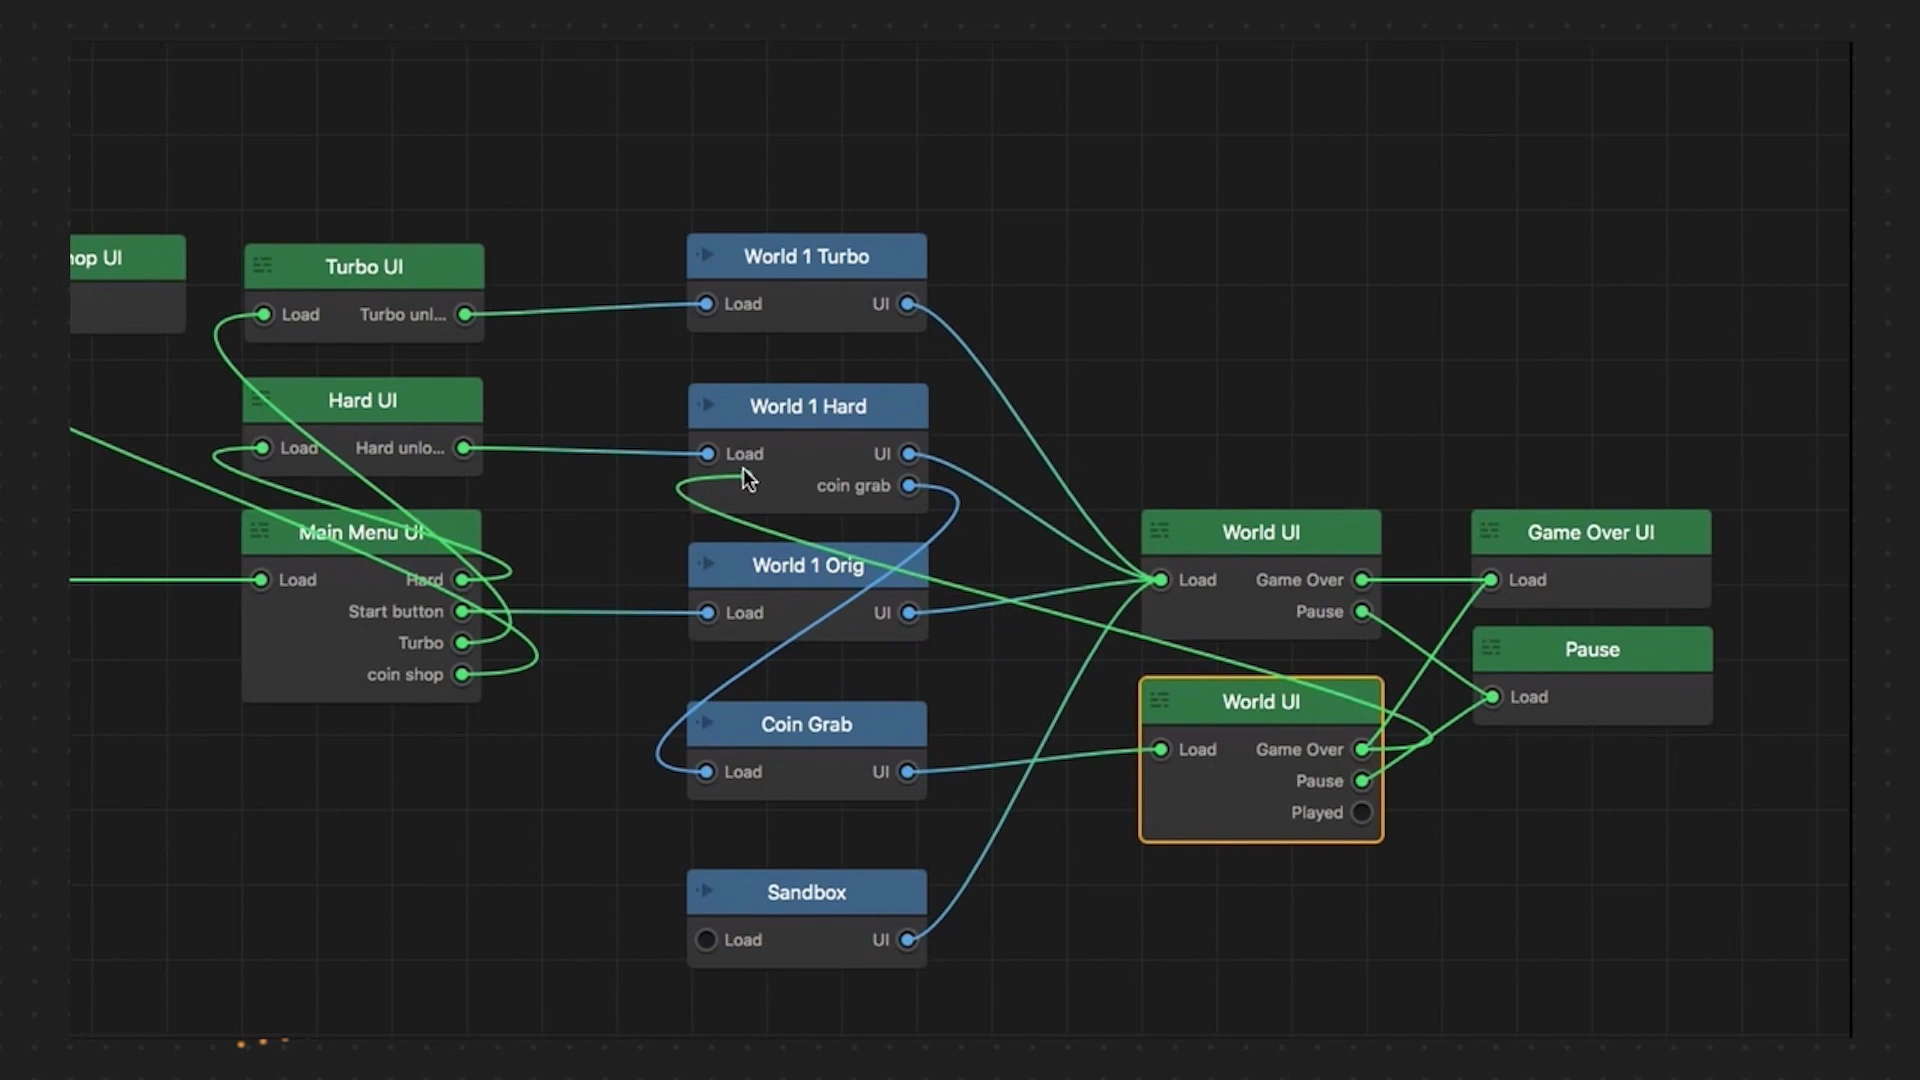 hop UI
Turbo UI
Load Turbo unl...
Hard UI
Load Hard unlo...
Main Menu UI
Load Hard
Start button
Turbo
coin shop
World 1 Turbo
Load UI
World 1 Hard
Load UI
coin grab
World 1 Orig
Load UI
Coin Grab
Load UI
Sandbox
Load UI
World UI
Load Game Over
Pause
World UI
Load Game Over
Pause
Played
Game Over UI
Load
Pause
Load